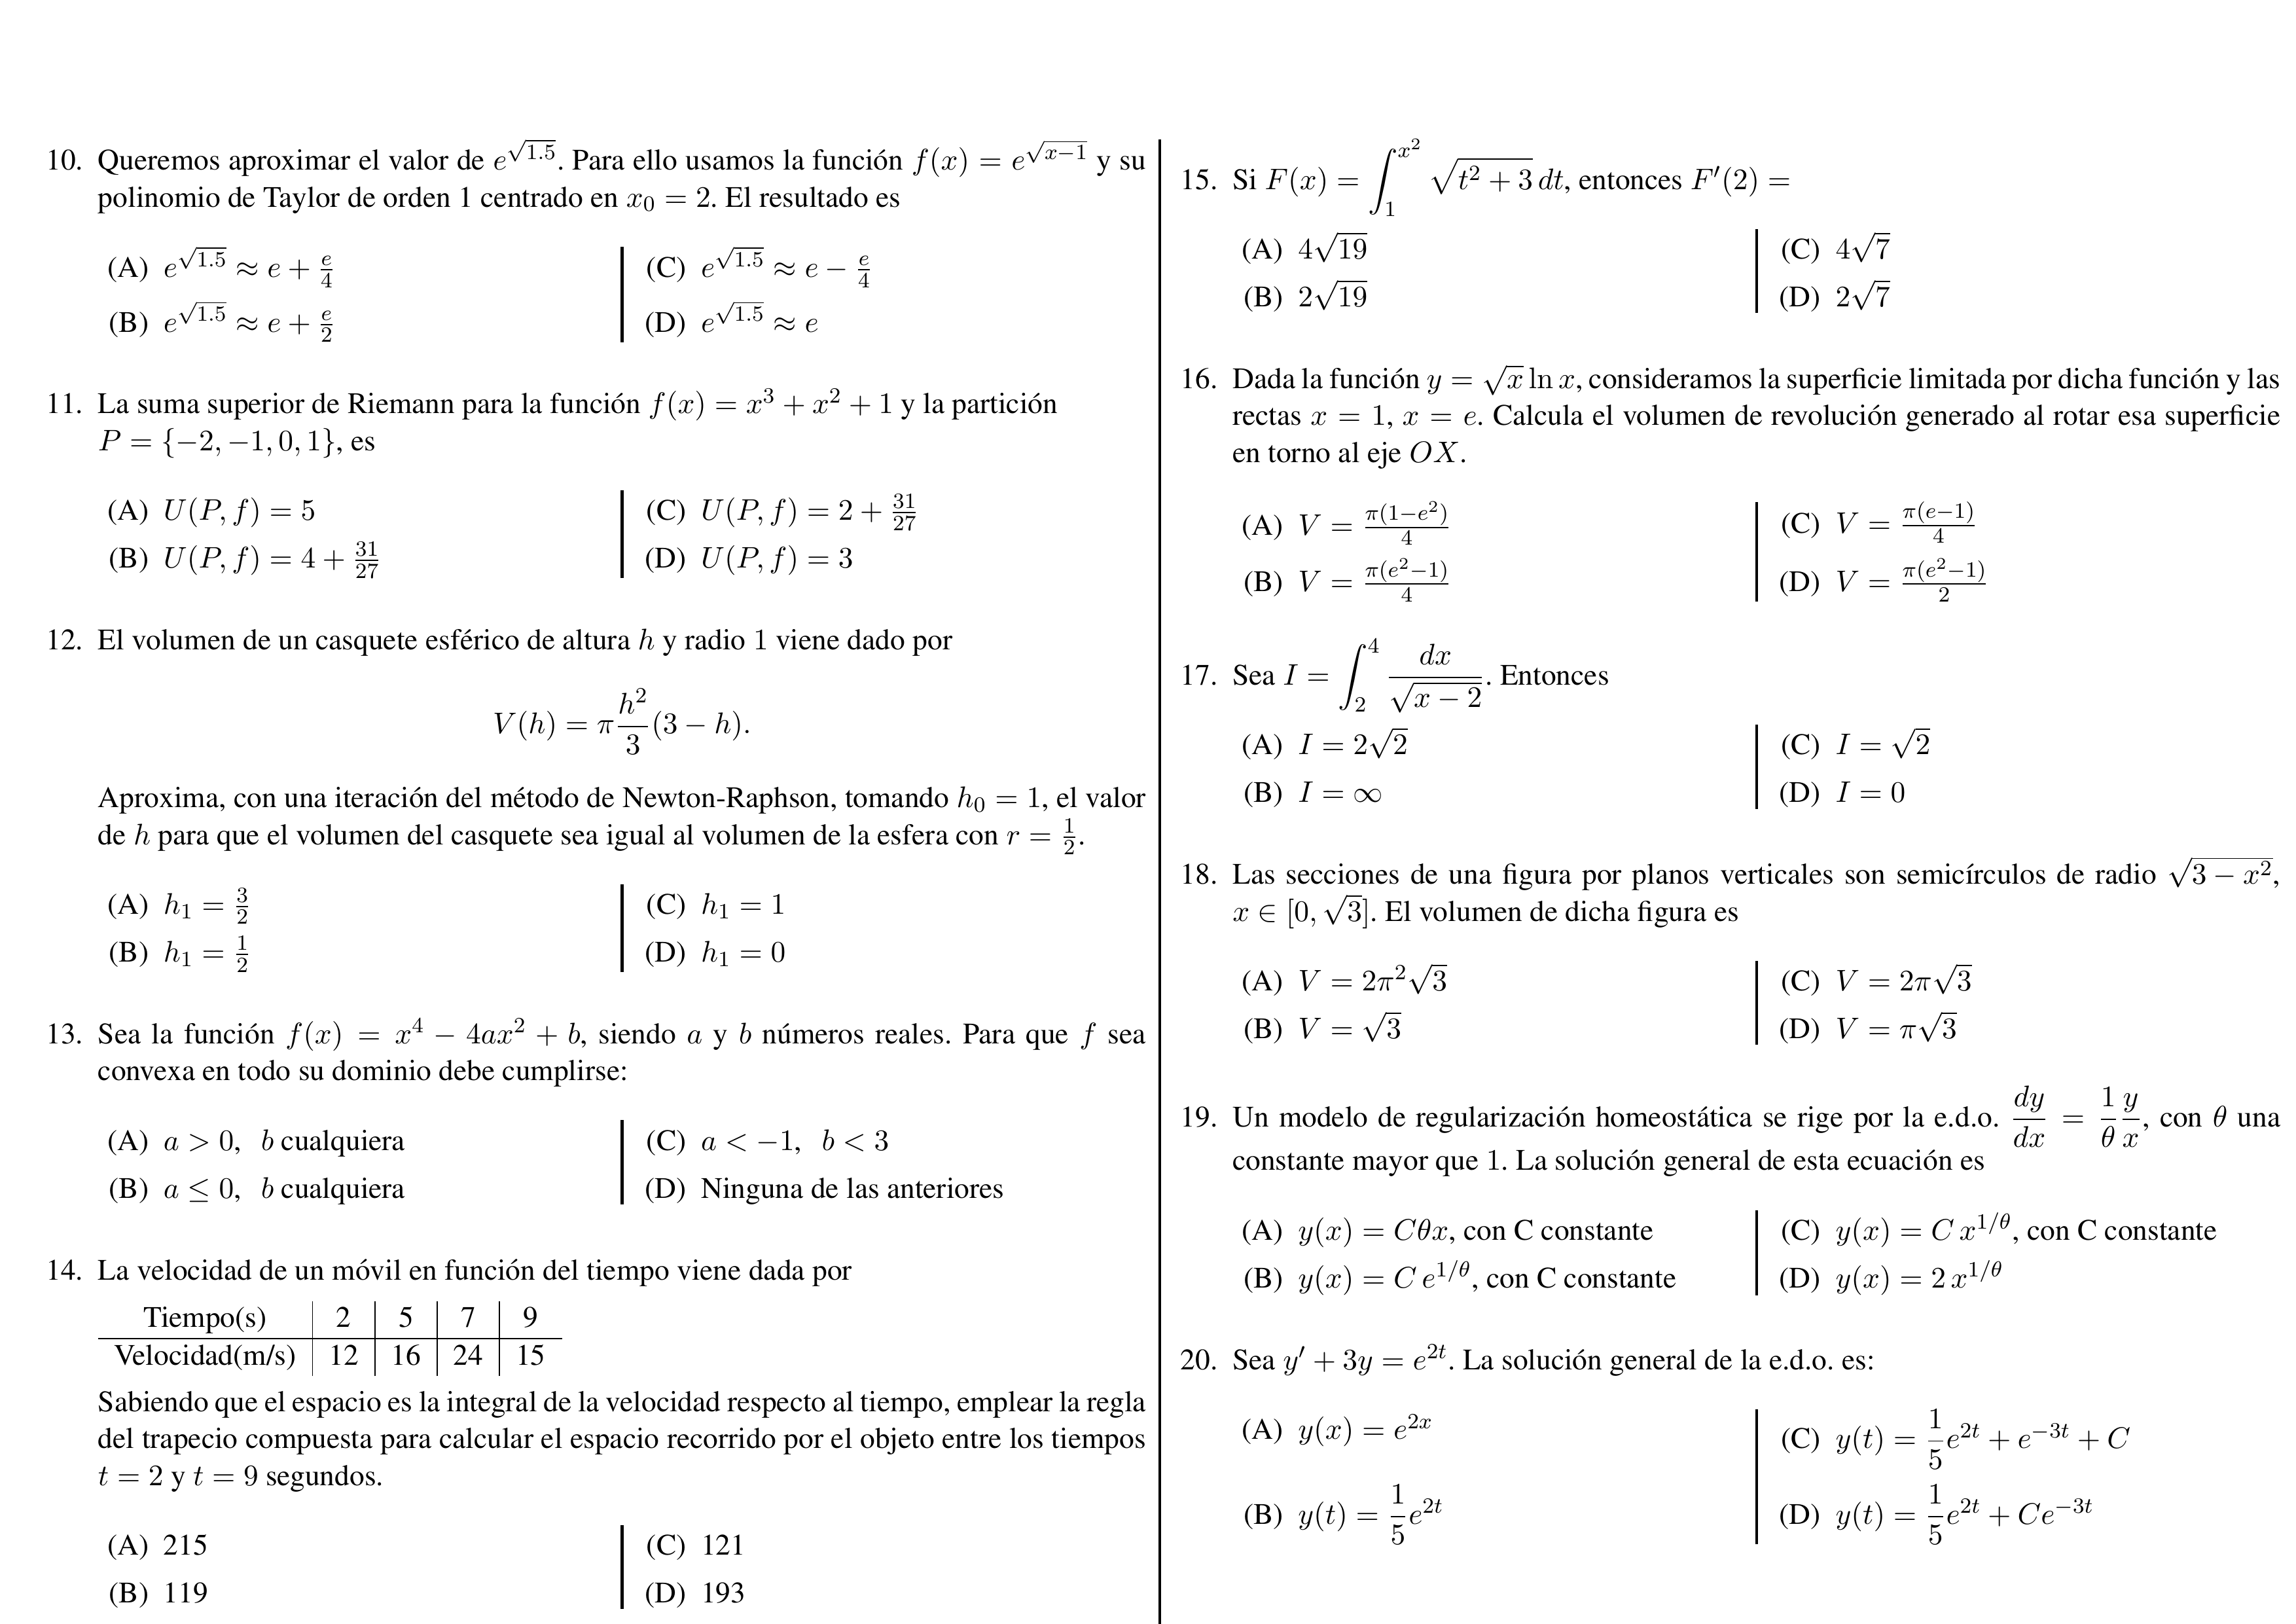 10. Queremos aproximar el valor de $e^{\sqrt{1.5}}$. Para ello usamos la función $f(x) = e^{\sqrt{x-1}}$ y su
polinomio de Taylor de orden 1 centrado en $x_0 = 2$. El resultado es
(A) $e^{\sqrt{1.5}} \approx e + \frac{e}{4}$
(B) $e^{\sqrt{1.5}} \approx e + \frac{e}{2}$
(C) $e^{\sqrt{1.5}} \approx e - \frac{e}{4}$
(D) $e^{\sqrt{1.5}} \approx e$
11. La suma superior de Riemann para la función $f(x) = x^3 + x^2 + 1$ y la partición
$P = \{-2, -1, 0, 1\}$, es
(A) $U(P, f) = 5$
(B) $U(P, f) = 4 + \frac{31}{27}$
(C) $U(P, f) = 2 + \frac{31}{27}$
(D) $U(P, f) = 3$
12. El volumen de un casquete esférico de altura $h$ y radio 1 viene dado por
$V(h) = \pi \frac{h^2}{3}(3 - h).$
Aproxima, con una iteración del método de Newton-Raphson, tomando $h_0 = 1$, el valor
de $h$ para que el volumen del casquete sea igual al volumen de la esfera con $r = \frac{1}{2}$.
(A) $h_1 = \frac{3}{2}$
(B) $h_1 = \frac{1}{2}$
(C) $h_1 = 1$
(D) $h_1 = 0$
13. Sea la función $f(x) = x^4 - 4ax^2 + b$, siendo $a$ y $b$ números reales. Para que $f$ sea
convexa en todo su dominio debe cumplirse:
(A) $a > 0$, $b$ cualquiera
(B) $a \leq 0$, $b$ cualquiera
(C) $a < -1$, $b < 3$
(D) Ninguna de las anteriores
14. La velocidad de un móvil en función del tiempo viene dada por
Tiempo(s) 2 5 7 9
Velocidad(m/s) 12 16 24 15
Sabiendo que el espacio es la integral de la velocidad respecto al tiempo, emplear la regla
del trapecio compuesta para calcular el espacio recorrido por el objeto entre los tiempos
$t = 2$ y $t = 9$ segundos.
(A) 215
(B) 119
(C) 121
(D) 193
15. Si $F(x) = \int_1^{x^2} \sqrt{t^2 + 3}\, dt$, entonces $F'(2) =$
(A) $4\sqrt{19}$
(B) $2\sqrt{19}$
(C) $4\sqrt{7}$
(D) $2\sqrt{7}$
16. Dada la función $y = \sqrt{x} \ln x$, consideramos la superficie limitada por dicha función y las
rectas $x = 1$, $x = e$. Calcula el volumen de revolución generado al rotar esa superficie
en torno al eje $OX$.
(A) $V = \frac{\pi(1-e^2)}{4}$
(B) $V = \frac{\pi(e^2-1)}{4}$
(C) $V = \frac{\pi(e-1)}{4}$
(D) $V = \frac{\pi(e^2-1)}{2}$
17. Sea $I = \int_2^4 \frac{dx}{\sqrt{x-2}}$. Entonces
(A) $I = 2\sqrt{2}$
(B) $I = \infty$
(C) $I = \sqrt{2}$
(D) $I = 0$
18. Las secciones de una figura por planos verticales son semicírculos de radio $\sqrt{3 - x^2}$,
$x \in [0, \sqrt{3}]$. El volumen de dicha figura es
(A) $V = 2\pi^2\sqrt{3}$
(B) $V = \sqrt{3}$
(C) $V = 2\pi\sqrt{3}$
(D) $V = \pi\sqrt{3}$
19. Un modelo de regularización homeostática se rige por la e.d.o. $\frac{dy}{dx} = \frac{1}{\theta}\frac{y}{x}$, con $\theta$ una
constante mayor que 1. La solución general de esta ecuación es
(A) $y(x) = C\theta x$, con C constante
(B) $y(x) = C\, e^{1/\theta}$, con C constante
(C) $y(x) = C\, x^{1/\theta}$, con C constante
(D) $y(x) = 2\, x^{1/\theta}$
20. Sea $y' + 3y = e^{2t}$. La solución general de la e.d.o. es:
(A) $y(x) = e^{2x}$
(B) $y(t) = \frac{1}{5}e^{2t}$
(C) $y(t) = \frac{1}{5}e^{2t} + e^{-3t} + C$
(D) $y(t) = \frac{1}{5}e^{2t} + Ce^{-3t}$